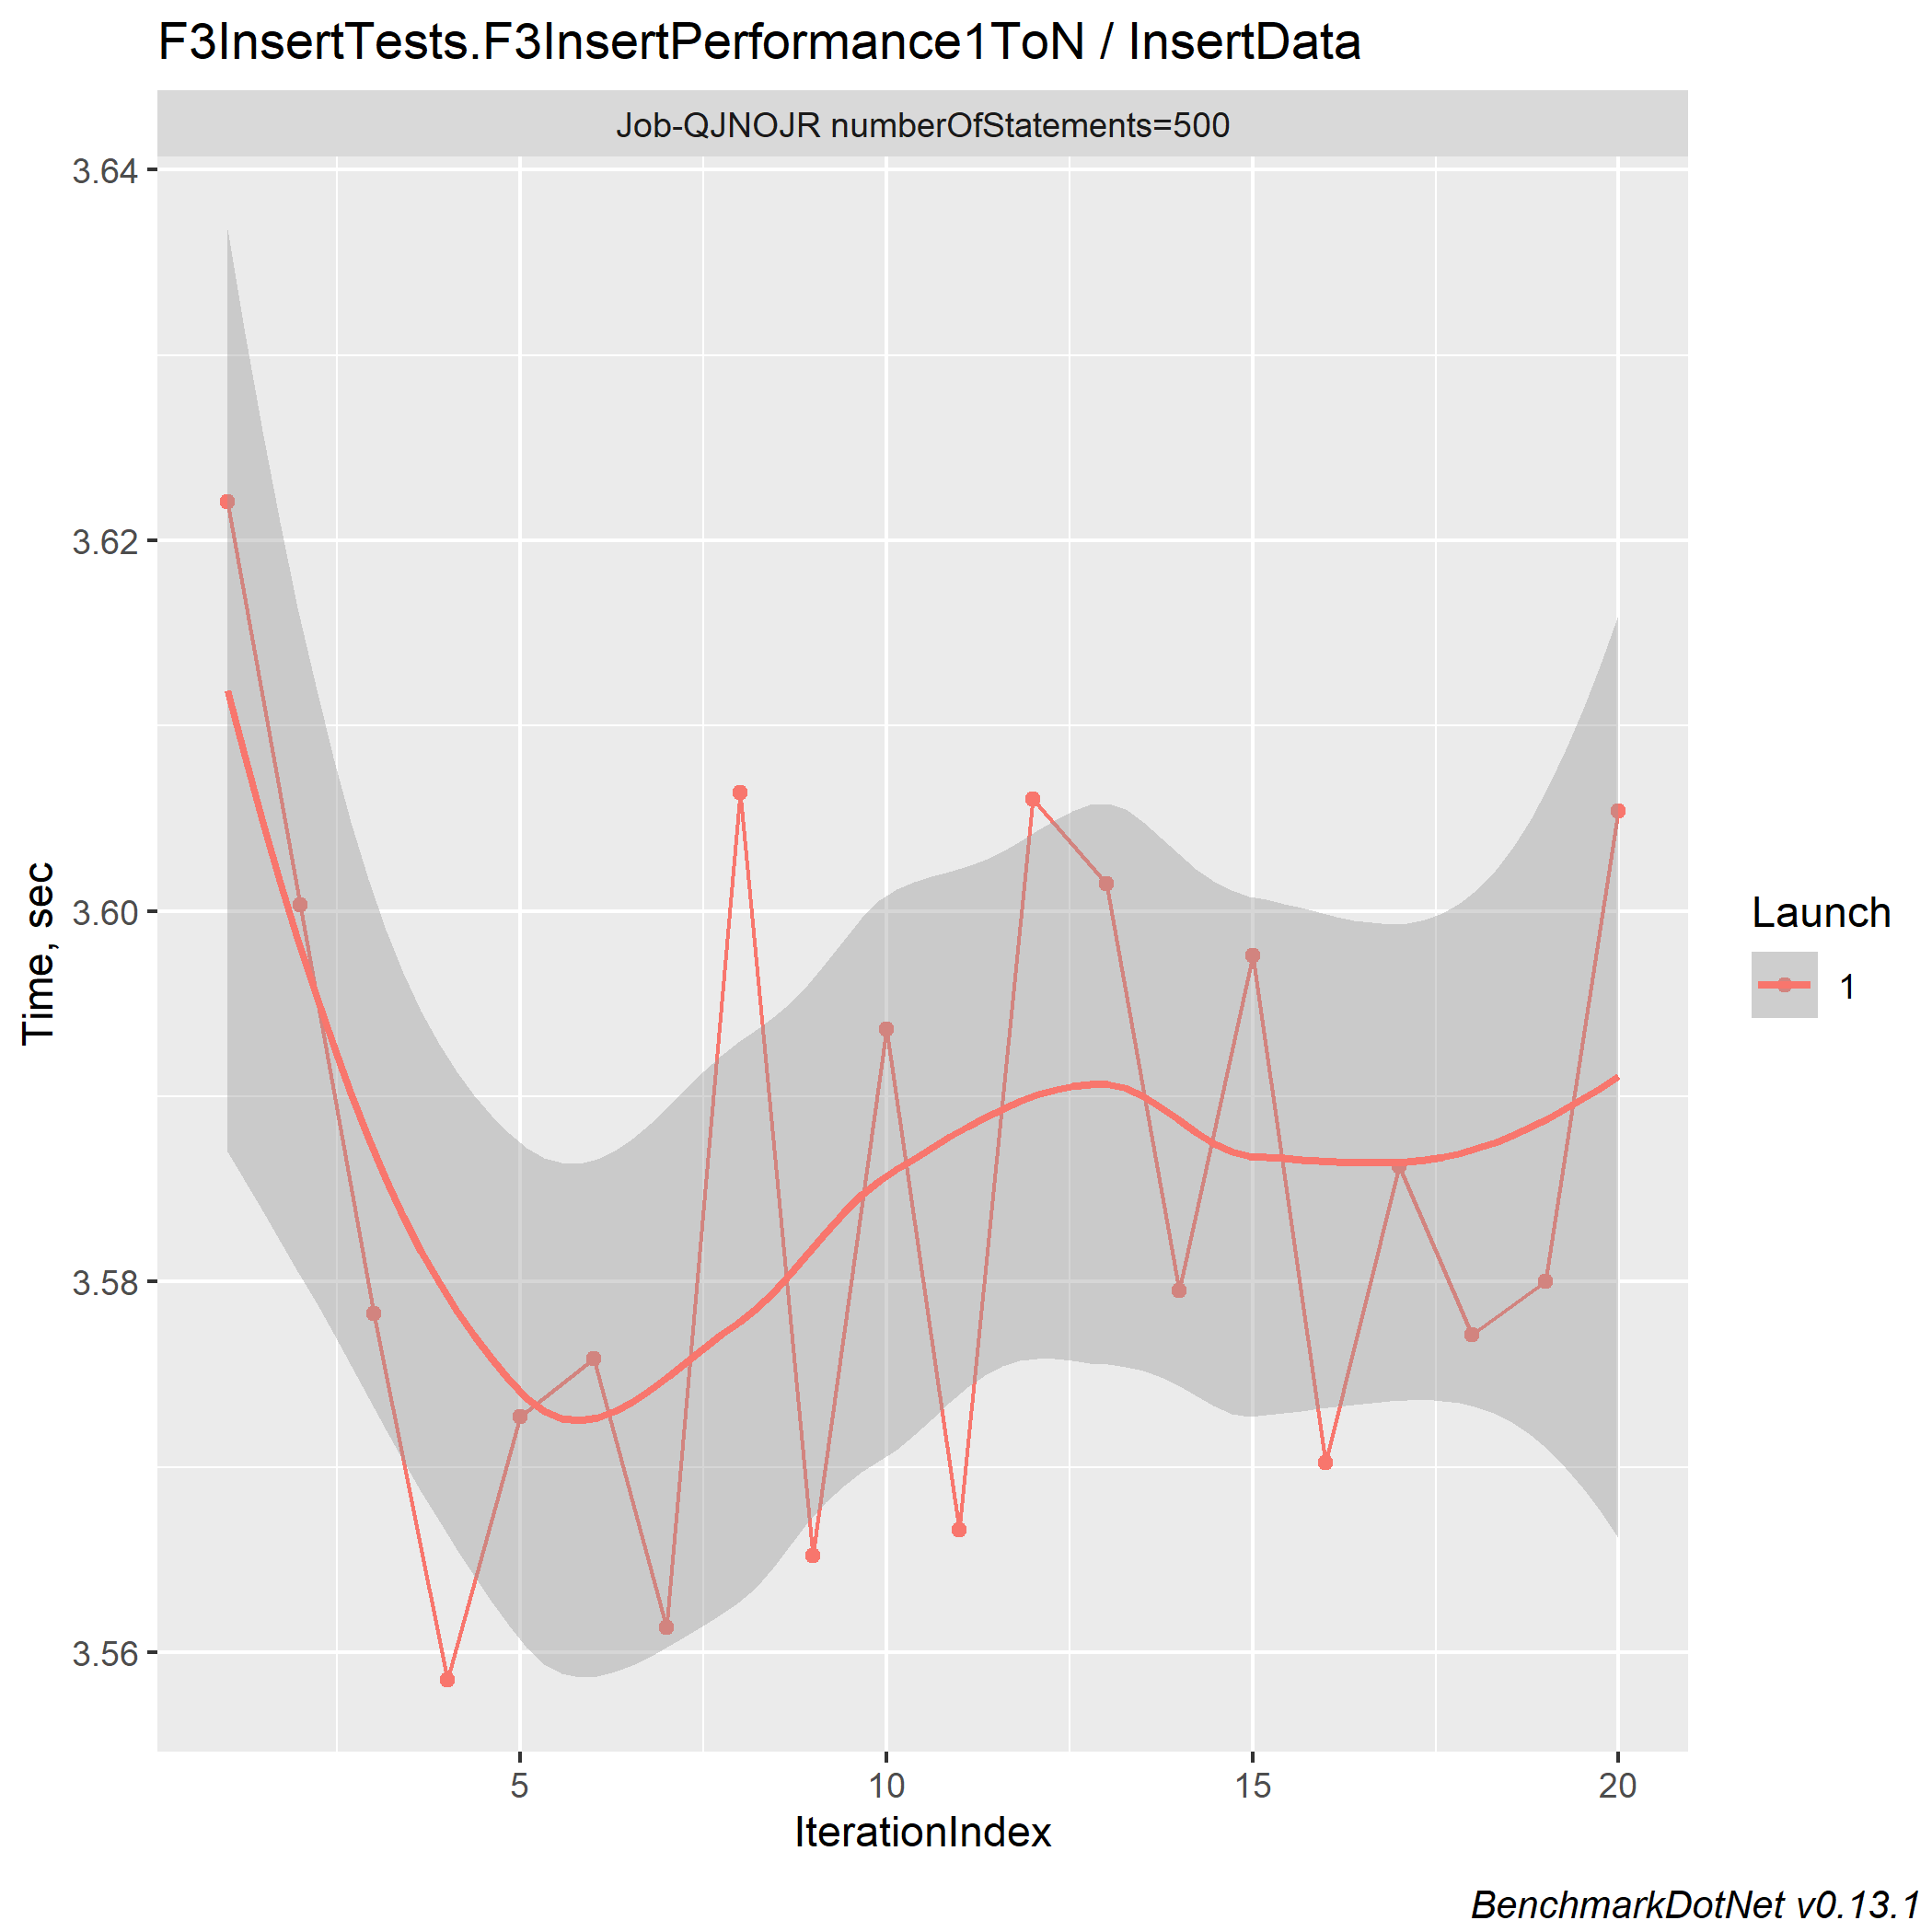 F3InsertTests.F3InsertPerformance1ToN / InsertData
Job-QJNOJR numberOfStatements=500
3.64
3.62
3.60
3.58
3.56
Time, sec
5 10 15 20
IterationIndex
Launch
1
BenchmarkDotNet v0.13.1